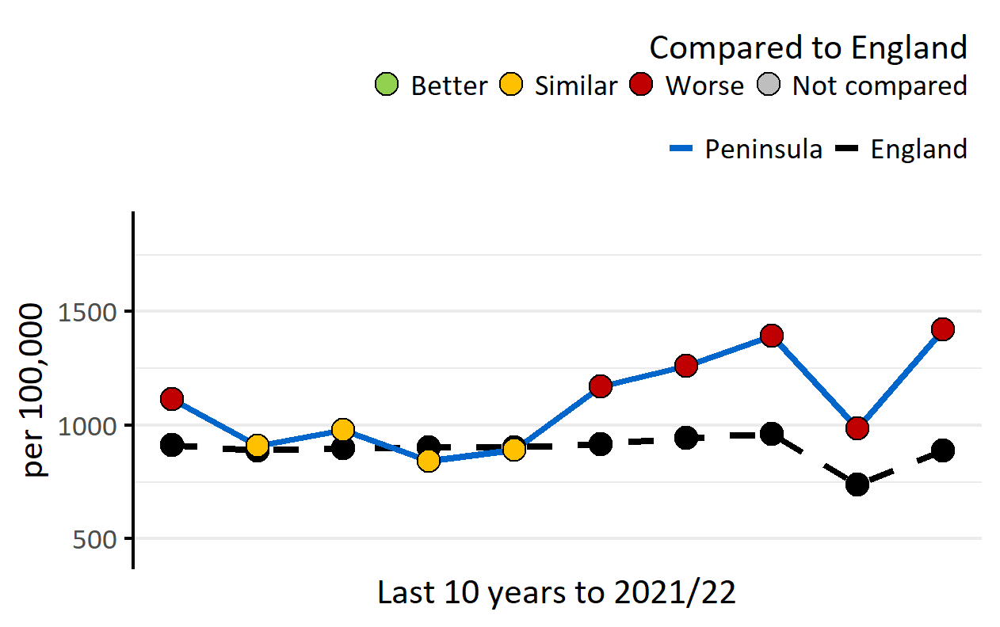 Compared to England
Better Similar Worse Not compared
Peninsula England
per 100,000
1500
1000
500
Last 10 years to 2021/22